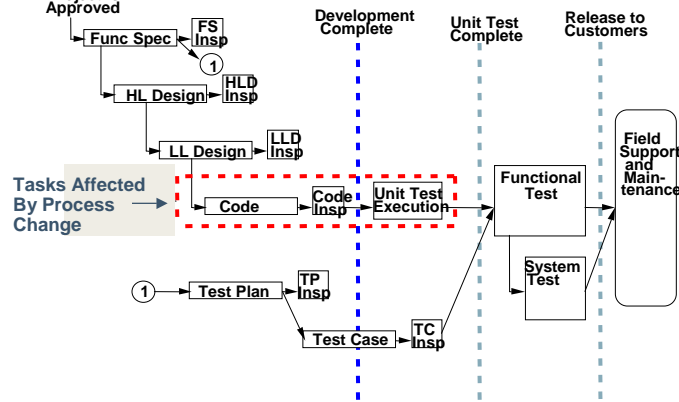 Approved
Development
Complete
Unit Test
Complete
Release to
Customers
Func Spec
FS
Insp
1
HL Design
HLD
Insp
LL Design
LLD
Insp
Field
Support
and
Main-
tenance
Tasks Affected
By Process
Change
Code
Code
Insp
Unit Test
Execution
Functional
Test
System
Test
1
Test Plan
TP
Insp
Test Case
TC
Insp